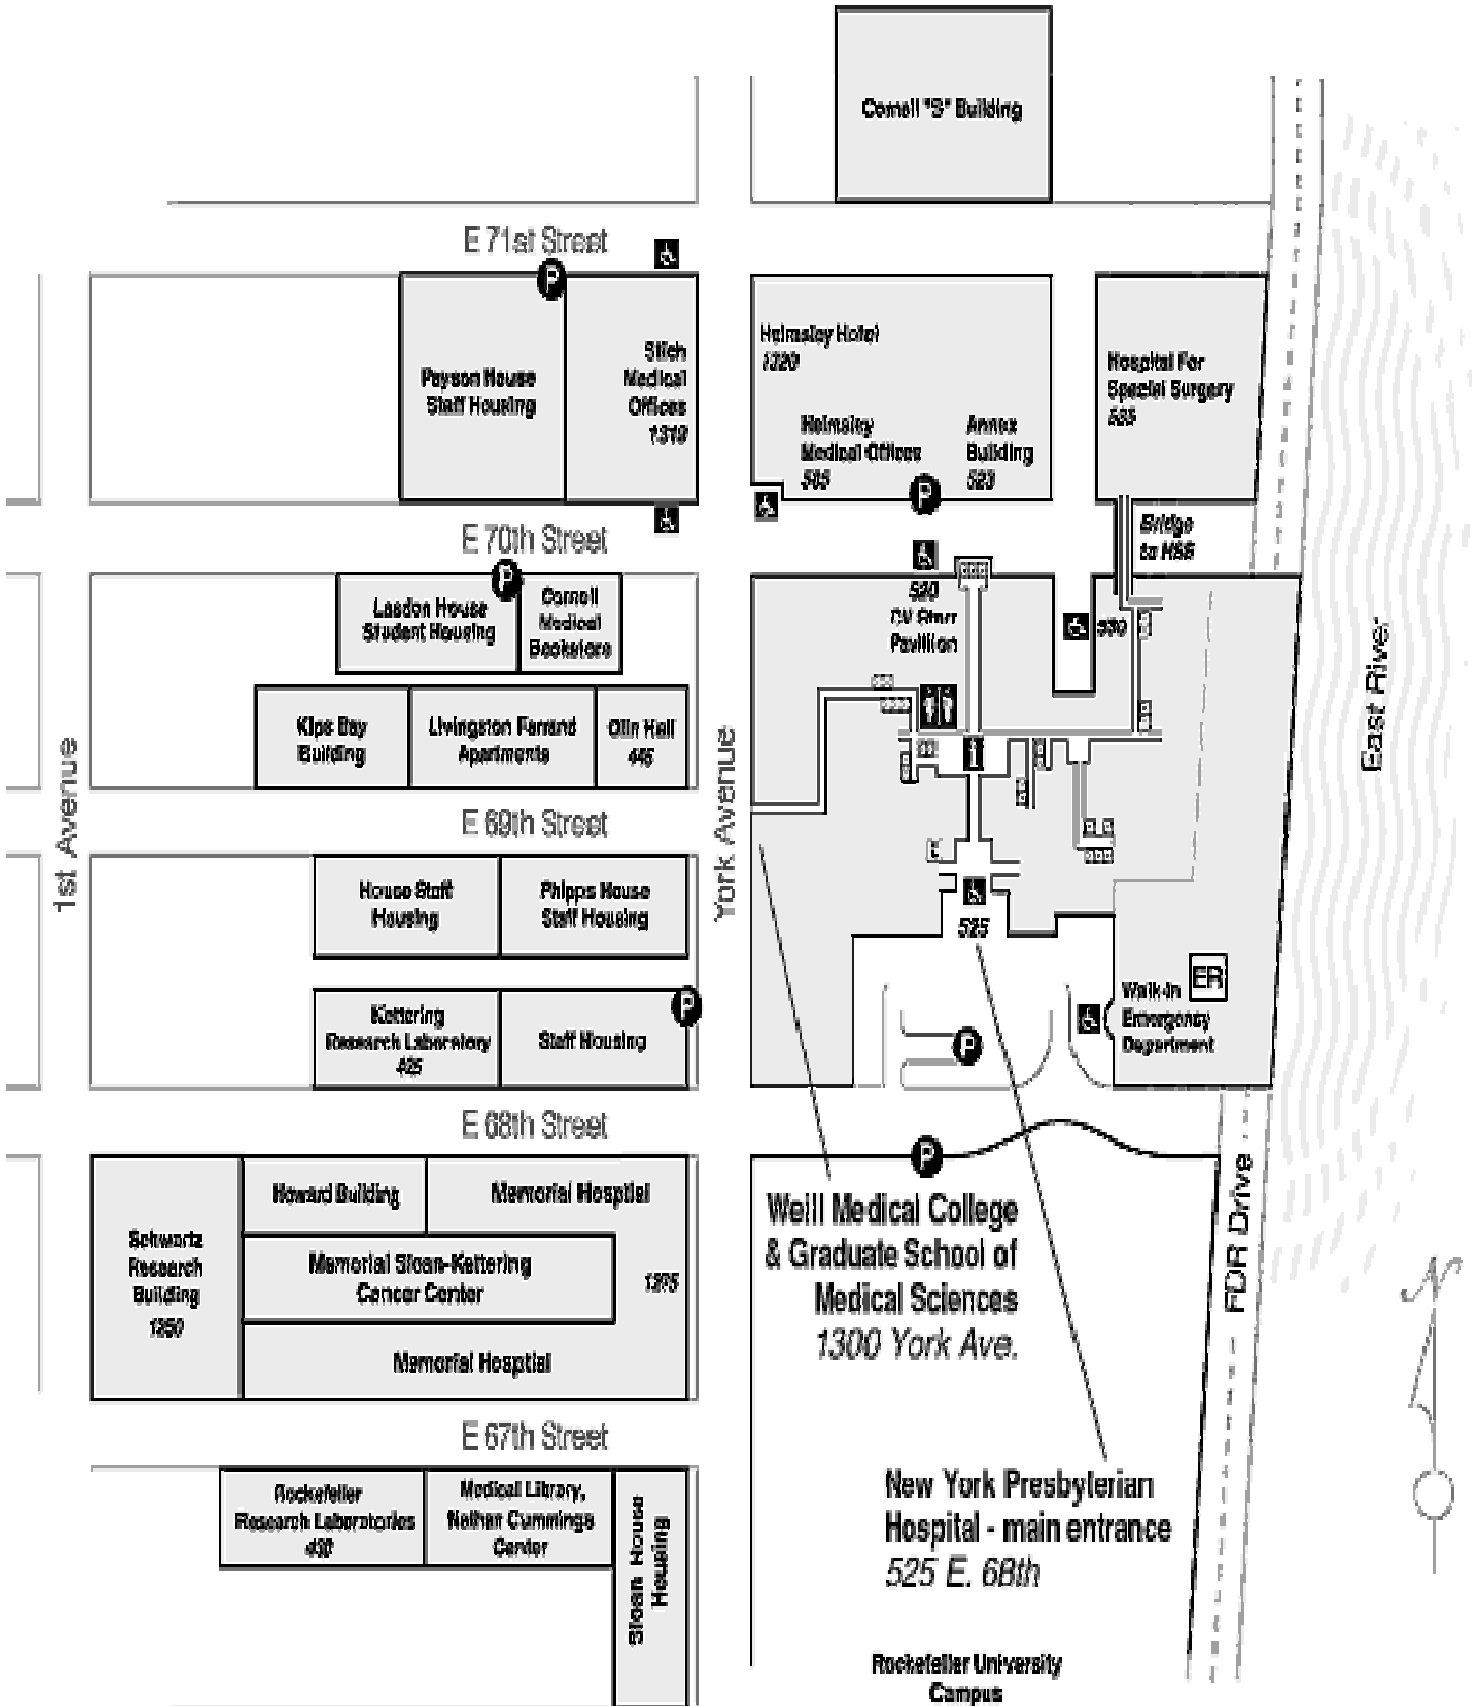 Cornell "S" Building
E 71st Street
P
Payson House
Staff Housing
Medical
Offices
Helmsley Hotel
1320
Helmsley
Medical Offices
505
Annex
Building
523
P
Hospital For
Special Surgery
535
E 70th Street
Bridge
to HSS
P
Lasdon House
Student Housing
Cornell
Medical
Bookstore
520
Pavilion
530
Kips Bay
Building
Livingston Farrand
Apartments
Olin Hall
445
i
1st Avenue
York Avenue
East River
E 69th Street
E
House Staff
Housing
Phipps House
Staff Housing
525
ER
Walk-in
Emergency
Department
Kettering
Research Laboratory
425
Staff Housing
P
P
E 68th Street
P
Howard Building
Memorial Hosptial
Schwartz
Research
Building
1250
Memorial Sloan-Kettering
Cancer Center
1275
Memorial Hosptial
Weill Medical College
& Graduate School of
Medical Sciences
1300 York Ave.
FDR Drive
N
E 67th Street
Rockefeller
Research Laboratories
430
Medical Library,
Nathan Cummings
Center
Sloan House
Housing
New York Presbyterian
Hospital - main entrance
525 E. 68th
Rockefeller University
Campus